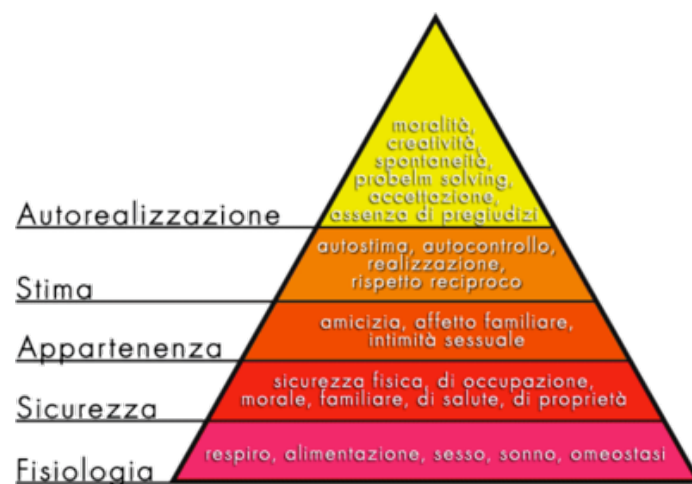 moralità,
creatività,
spontaneità,
probelm solving,
accettazione,
assenza di pregiudizi
Autorealizzazione
autostima, autocontrollo,
realizzazione,
rispetto reciproco
Stima
amicizia, affetto familiare,
intimità sessuale
Appartenenza
sicurezza fisica, di occupazione,
morale, familiare, di salute, di proprietà
Sicurezza
respiro, alimentazione, sesso, sonno, omeostasi
Fisiologia